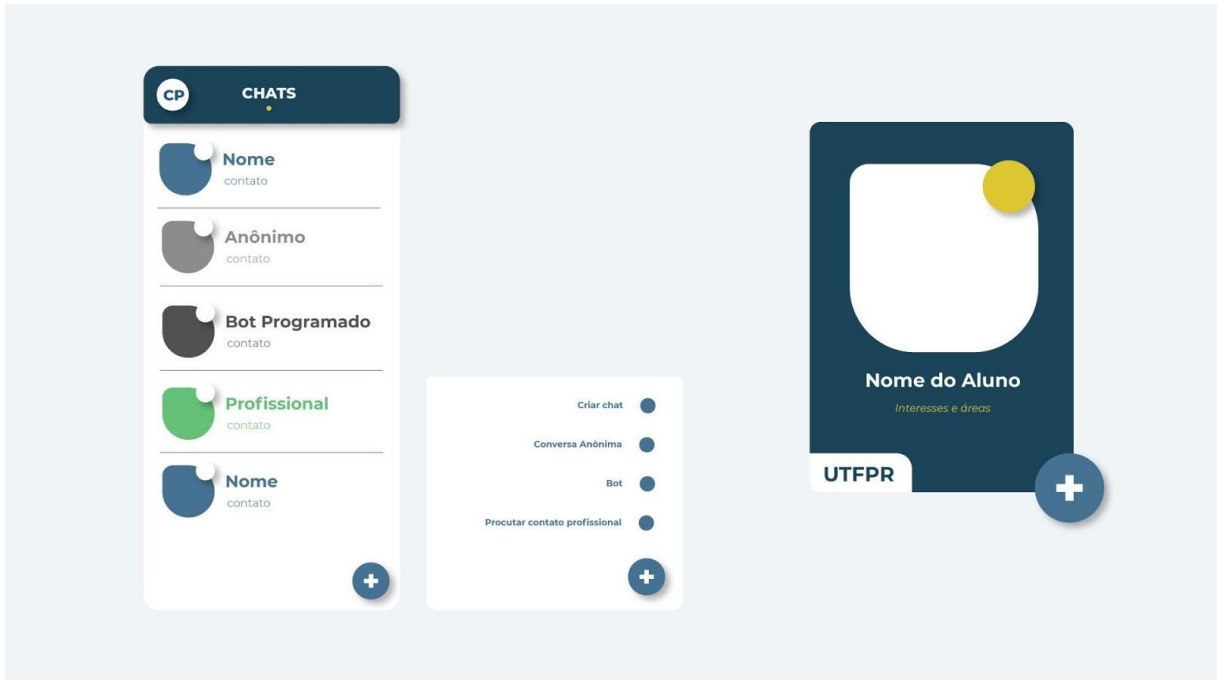 CP
CHATS
Nome
contato
Anônimo
contato
Bot Programado
contato
Profissional
contato
Nome
contato
Criar chat
Conversa Anônima
Bot
Procutar contato profissional
Nome do Aluno
Interesses e áreas
UTFPR